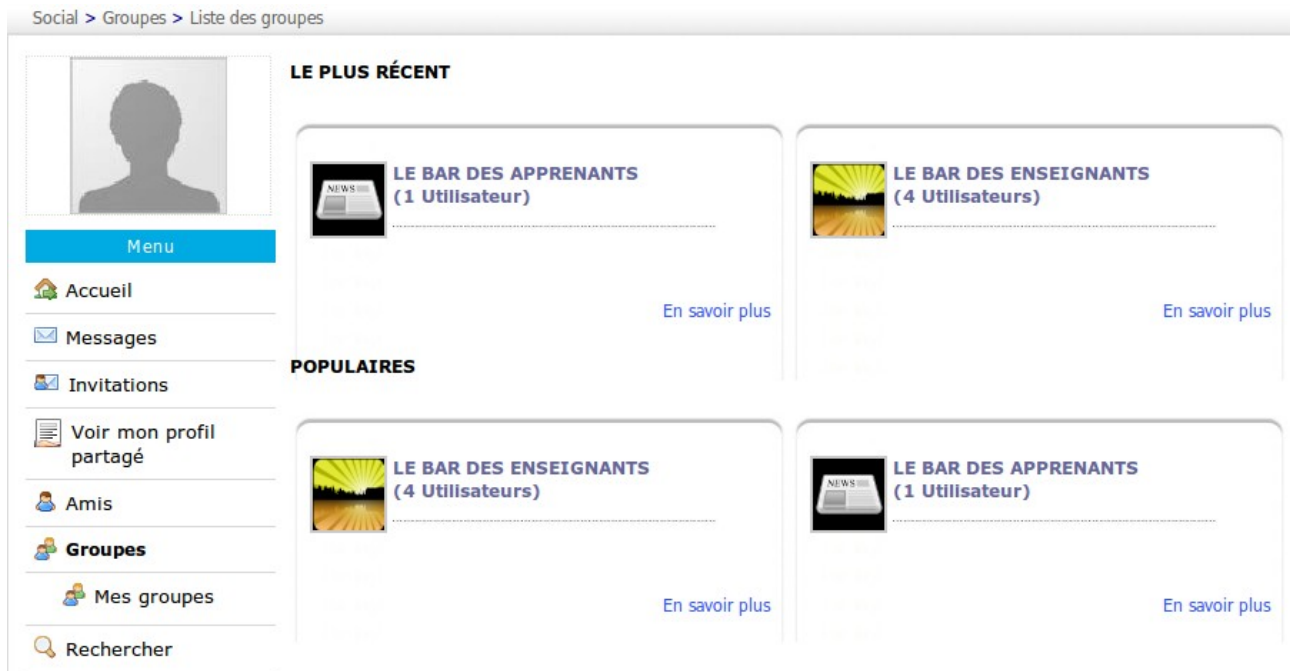 Social > Groupes > Liste des groupes
Menu
Accueil
Messages
Invitations
Voir mon profil
partagé
Amis
Groupes
Mes groupes
Rechercher
LE PLUS RÉCENT
NEWS
LE BAR DES APPRENANTS
(1 Utilisateur)
En savoir plus
LE BAR DES ENSEIGNANTS
(4 Utilisateurs)
En savoir plus
POPULAIRES
LE BAR DES ENSEIGNANTS
(4 Utilisateurs)
En savoir plus
NEWS
LE BAR DES APPRENANTS
(1 Utilisateur)
En savoir plus